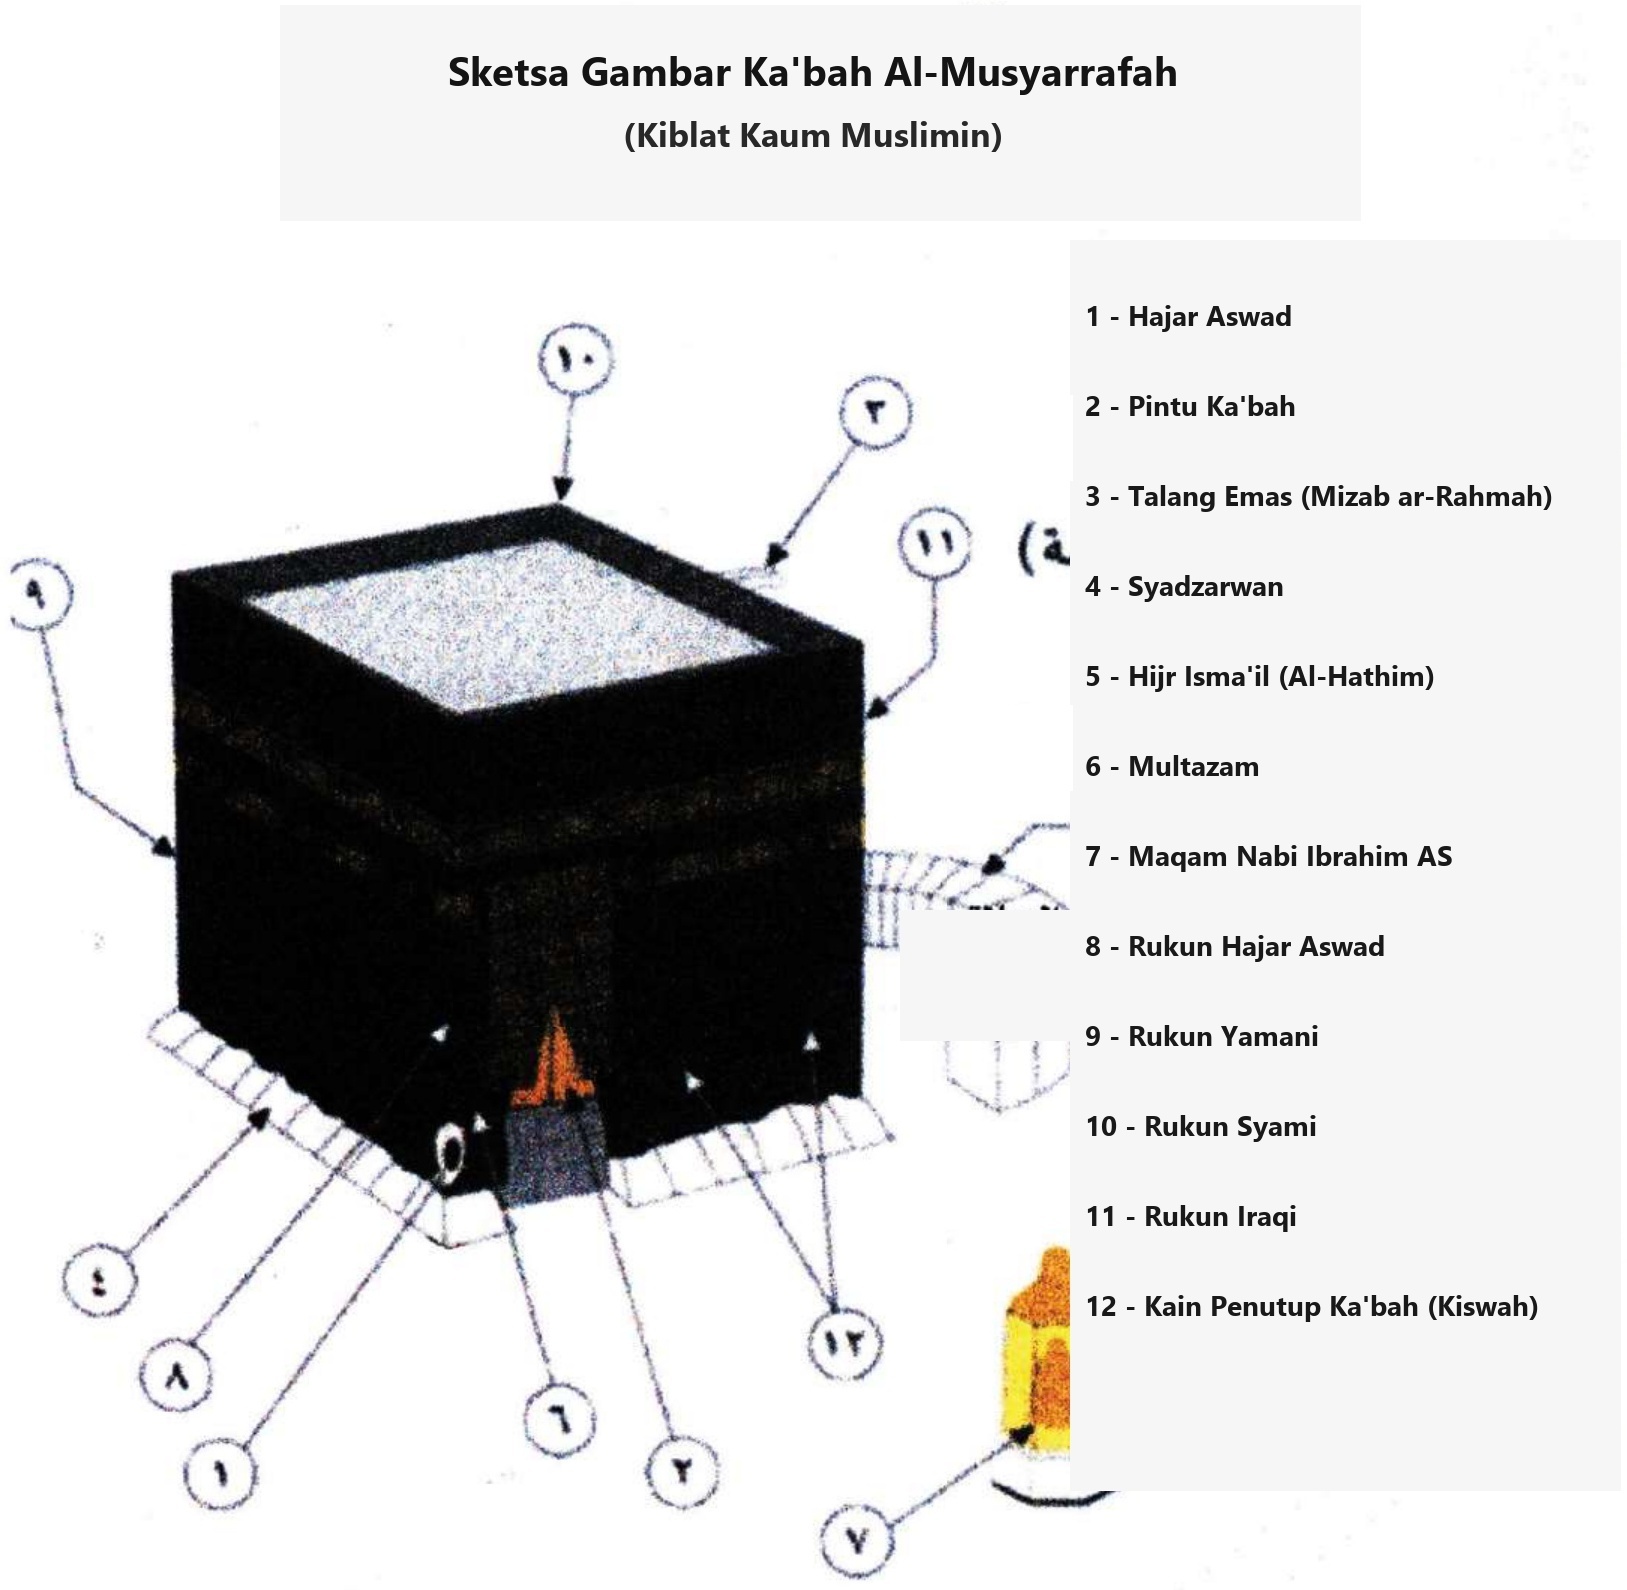 Sketsa Gambar Ka'bah Al-Musyarrafah
(Kiblat Kaum Muslimin)
1 - Hajar Aswad
2 - Pintu Ka'bah
3 - Talang Emas (Mizab ar-Rahmah)
4 - Syadzarwan
5 - Hijr Isma'il (Al-Hathim)
6 - Multazam
7 - Maqam Nabi Ibrahim AS
8 - Rukun Hajar Aswad
9 - Rukun Yamani
10 - Rukun Syami
11 - Rukun Iraqi
12 - Kain Penutup Ka'bah (Kiswah)
١٠
٣
١١
٩
٤
٨
١
٦
٢
١٢
٧